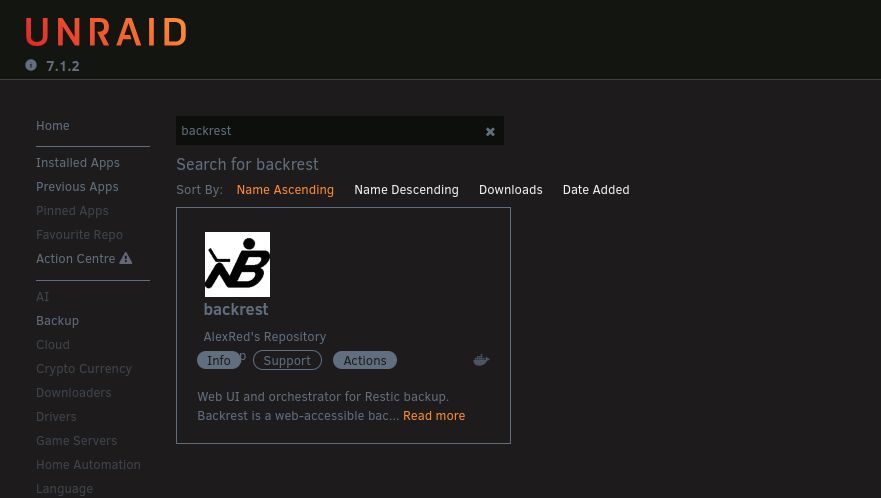 UNRAID
7.1.2
Home
Installed Apps
Previous Apps
Pinned Apps
Favourite Repo
Action Centre
AI
Backup
Cloud
Crypto Currency
Downloaders
Drivers
Game Servers
Home Automation
Language
backrest
Search for backrest
Sort By: Name Ascending Name Descending Downloads Date Added
backrest
AlexRed's Repository
Info Support Actions
Web UI and orchestrator for Restic backup.
Backrest is a web-accessible bac... Read more